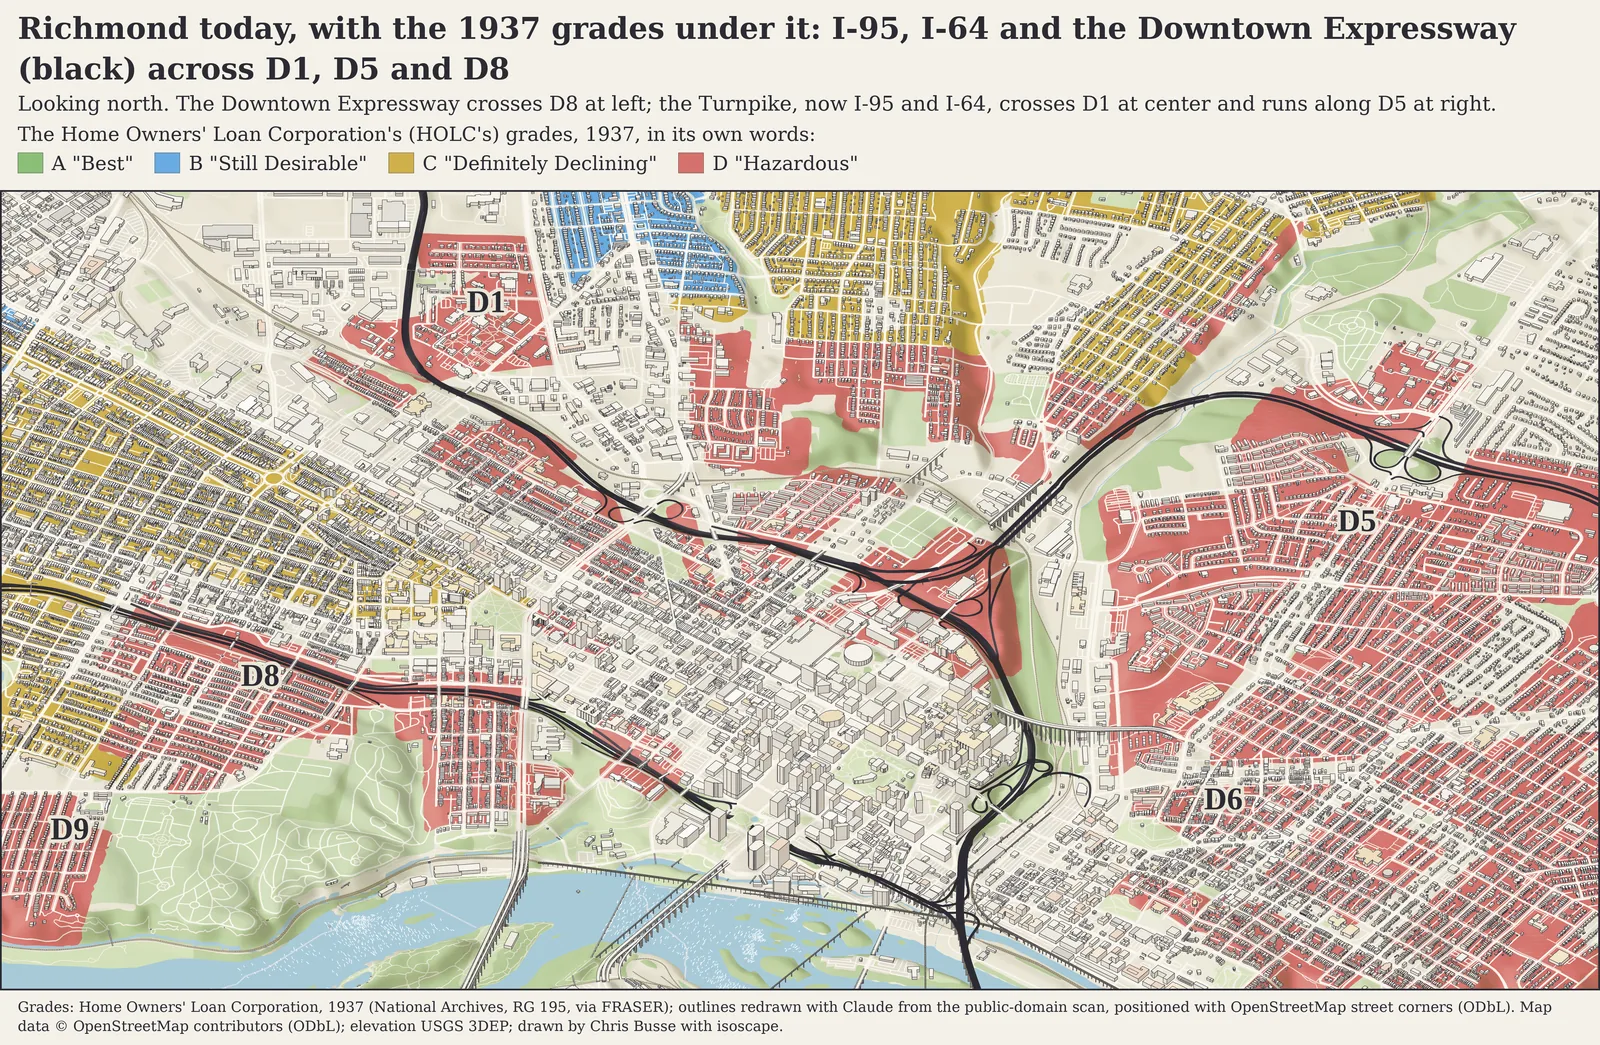 Richmond today, with the 1937 grades under it: I-95, I-64 and the Downtown Expressway
(black) across D1, D5 and D8
Looking north. The Downtown Expressway crosses D8 at left; the Turnpike, now I-95 and I-64, crosses D1 at center and runs along D5 at right.
The Home Owners' Loan Corporation's (HOLC's) grades, 1937, in its own words:
A "Best" B "Still Desirable" C "Definitely Declining" D "Hazardous"
D1
D5
D8
D6
D9
Grades: Home Owners' Loan Corporation, 1937 (National Archives, RG 195, via FRASER); outlines redrawn with Claude from the public-domain scan, positioned with OpenStreetMap street corners (ODbL). Map
data © OpenStreetMap contributors (ODbL); elevation USGS 3DEP; drawn by Chris Busse with isoscape.